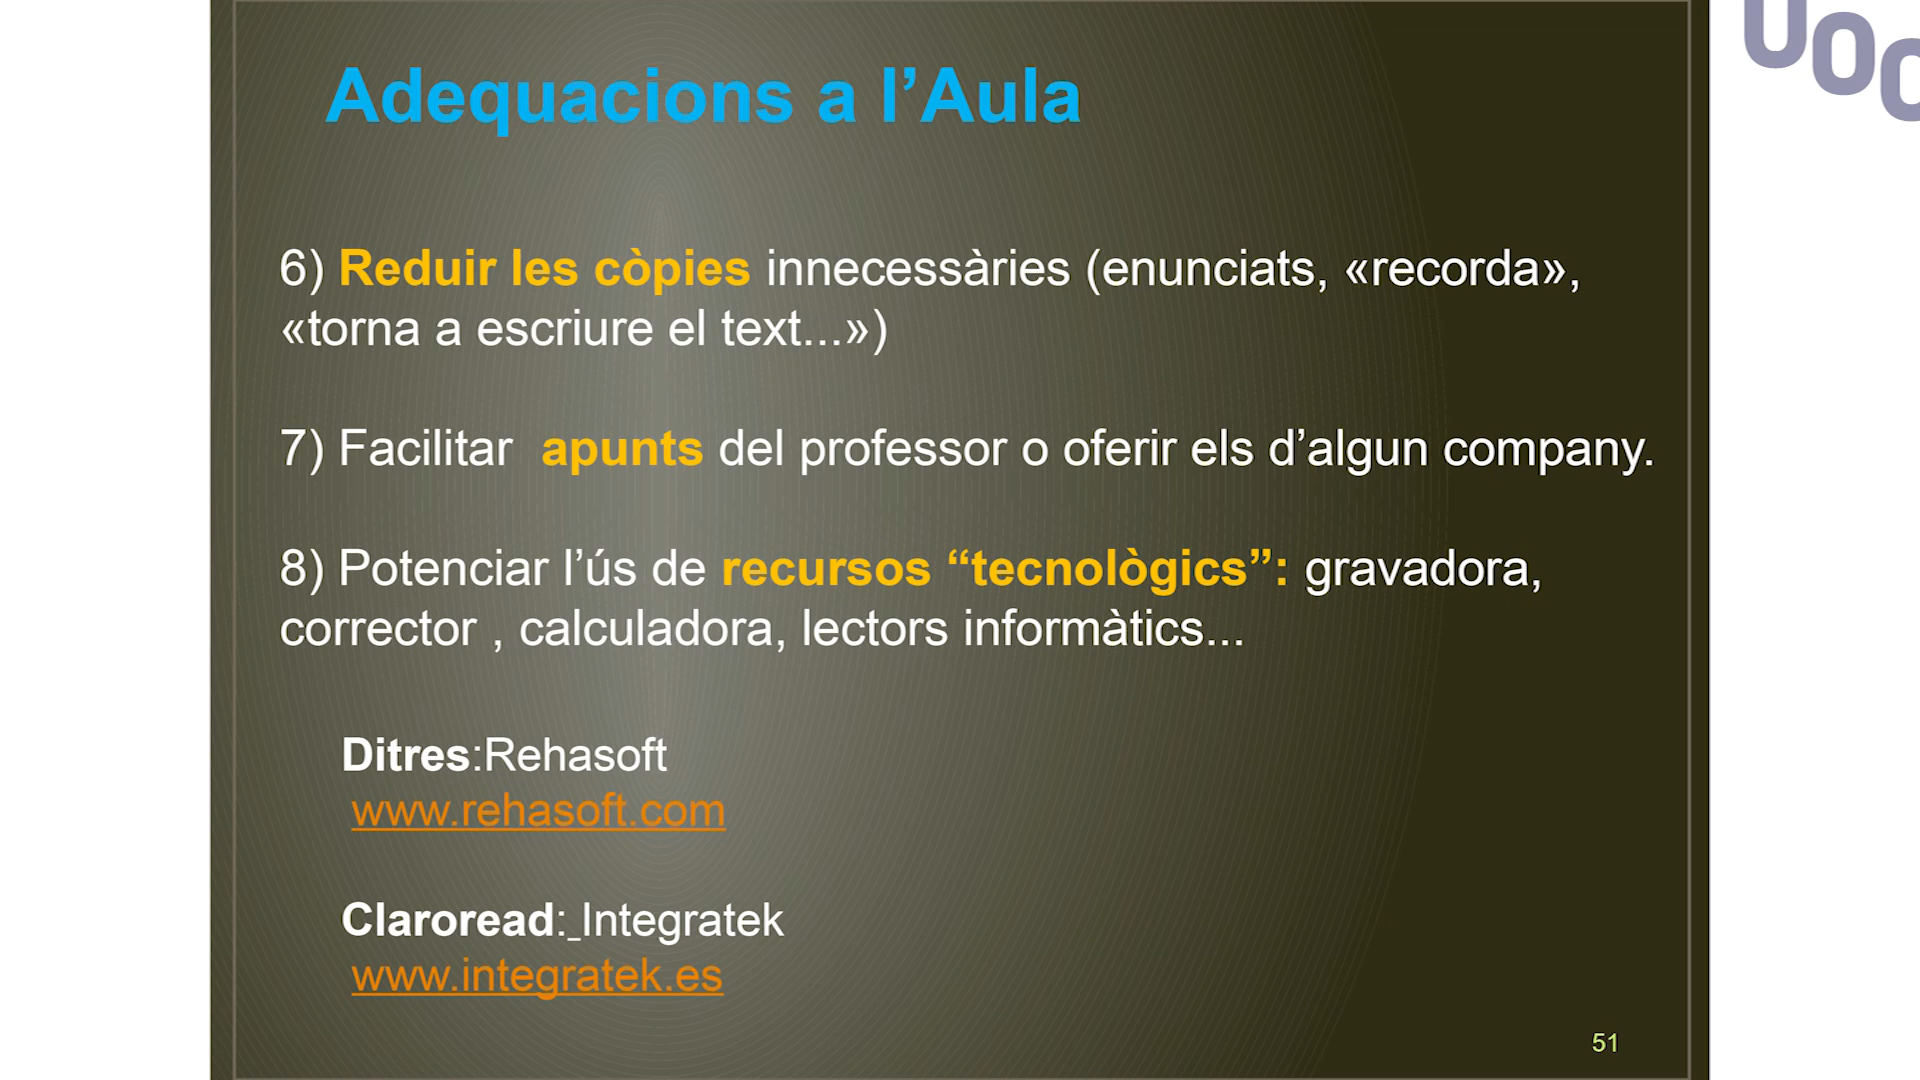 UOC
Adequacions a l’Aula
6) Reduir les còpies innecessàries (enunciats, «recorda»,
«torna a escriure el text...»)
7) Facilitar  apunts del professor o oferir els d’algun company.
8) Potenciar l’ús de recursos “tecnològics”: gravadora,
corrector , calculadora, lectors informàtics...
Ditres:Rehasoft
www.rehasoft.com
Claroread: Integratek
www.integratek.es
51